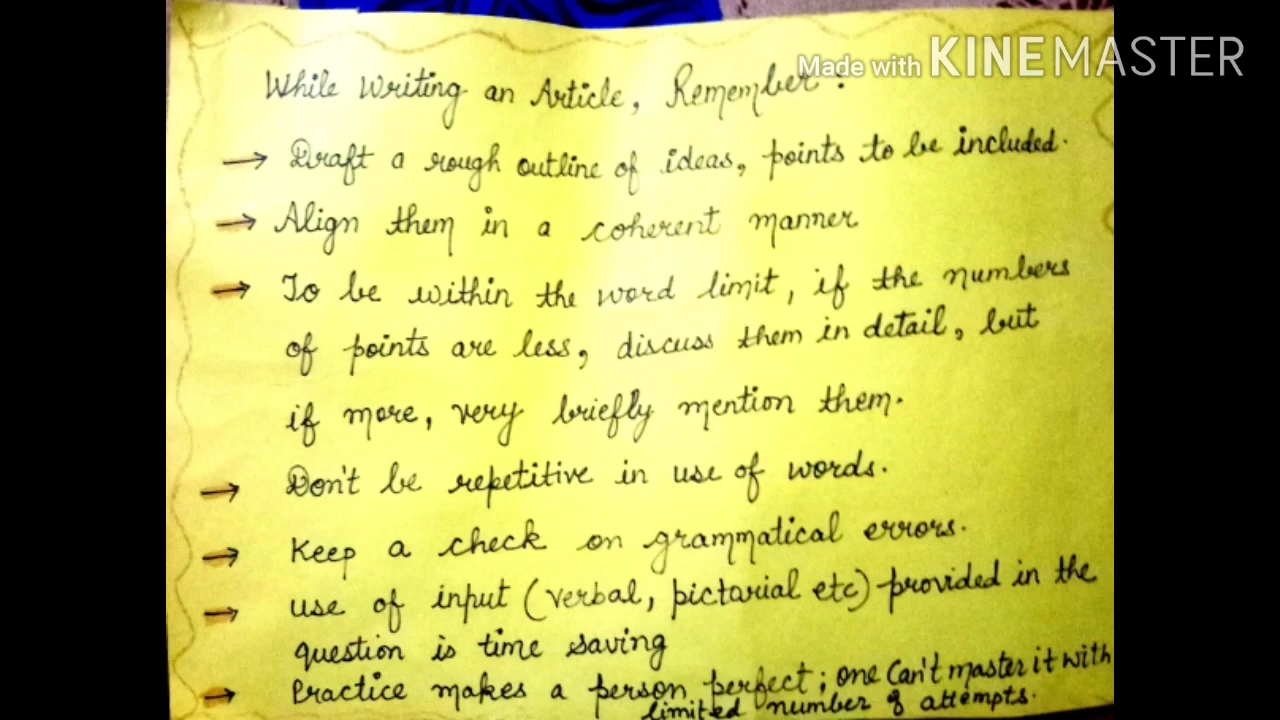 Made with KINEMASTER
While Writing an Article, Remember :
→ Draft a rough outline of ideas, points to be included.
→ Align them in a coherent manner
→ To be within the word limit, if the numbers
of points are less, discuss them in detail, but
if more, very briefly mention them.
→ Don't be repetitive in use of words.
→ Keep a check on grammatical errors.
→ use of input (verbal, pictarial etc) provided in the
question is time saving
→ Practice makes a person perfect ; one can't master it with
limited number of attempts.